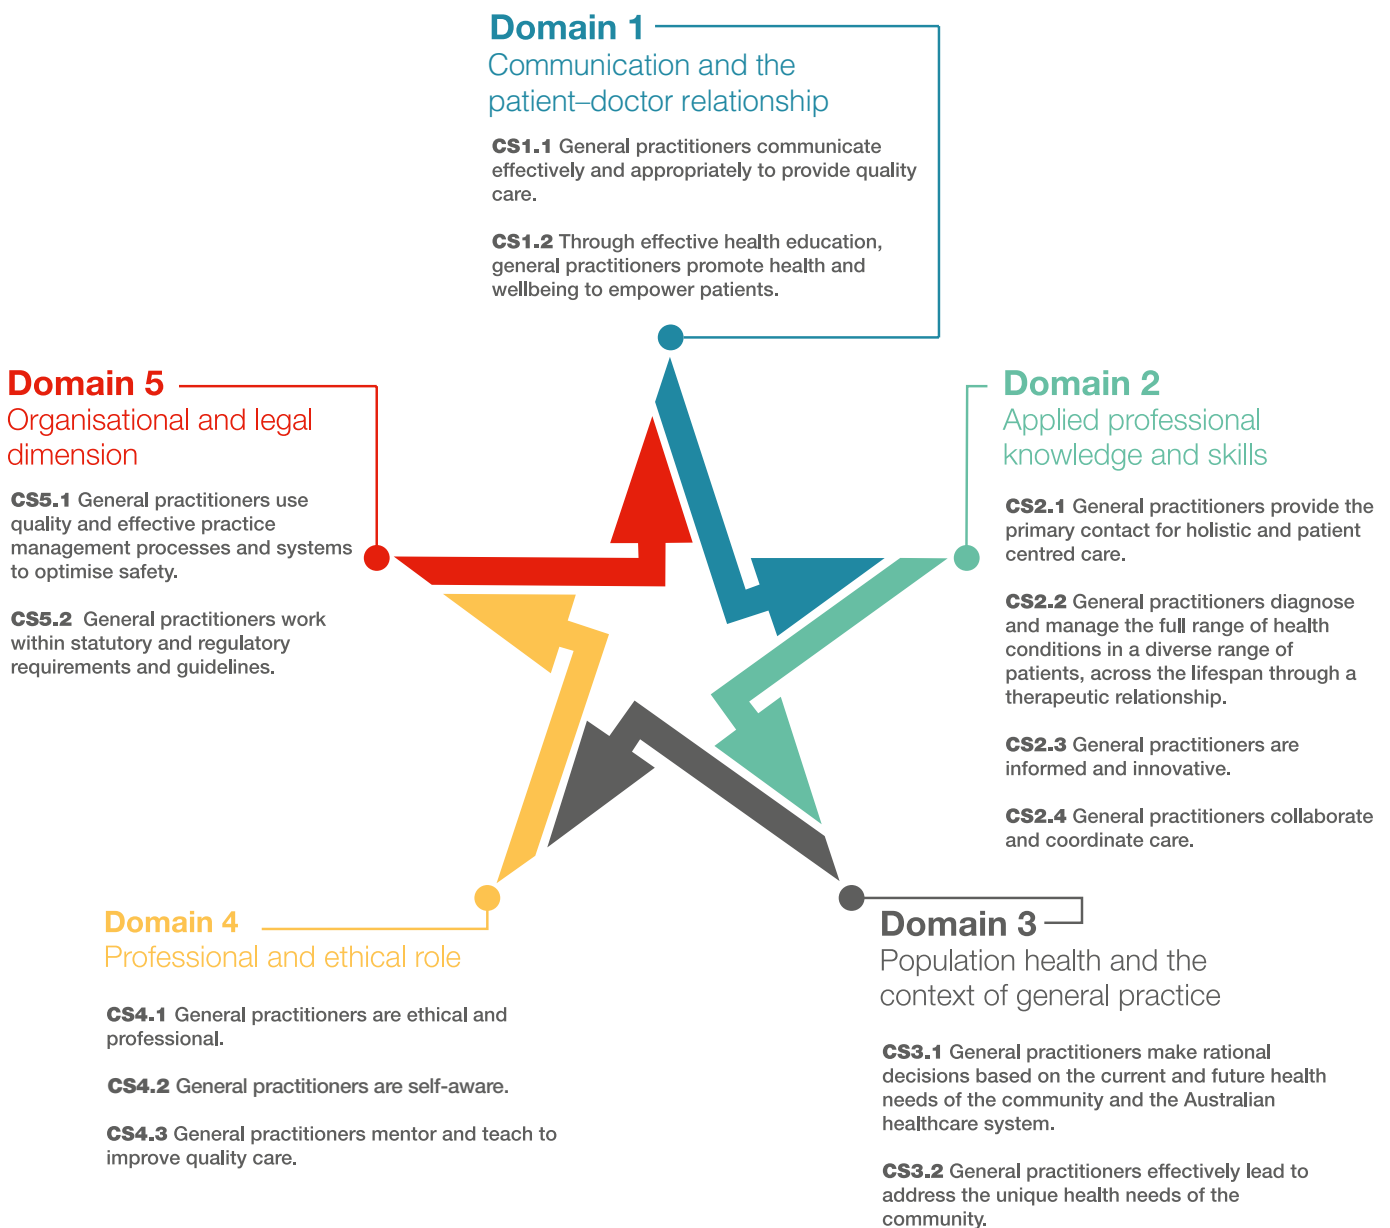 Domain 1
Communication and the
patient–doctor relationship
CS1.1 General practitioners communicate
effectively and appropriately to provide quality
care.
CS1.2 Through effective health education,
general practitioners promote health and
wellbeing to empower patients.
Domain 2
Applied professional
knowledge and skills
CS2.1 General practitioners provide the
primary contact for holistic and patient
centred care.
CS2.2 General practitioners diagnose
and manage the full range of health
conditions in a diverse range of
patients, across the lifespan through a
therapeutic relationship.
CS2.3 General practitioners are
informed and innovative.
CS2.4 General practitioners collaborate
and coordinate care.
Domain 3
Population health and the
context of general practice
CS3.1 General practitioners make rational
decisions based on the current and future health
needs of the community and the Australian
healthcare system.
CS3.2 General practitioners effectively lead to
address the unique health needs of the
community.
Domain 4
Professional and ethical role
CS4.1 General practitioners are ethical and
professional.
CS4.2 General practitioners are self-aware.
CS4.3 General practitioners mentor and teach to
improve quality care.
Domain 5
Organisational and legal
dimension
CS5.1 General practitioners use
quality and effective practice
management processes and systems
to optimise safety.
CS5.2 General practitioners work
within statutory and regulatory
requirements and guidelines.